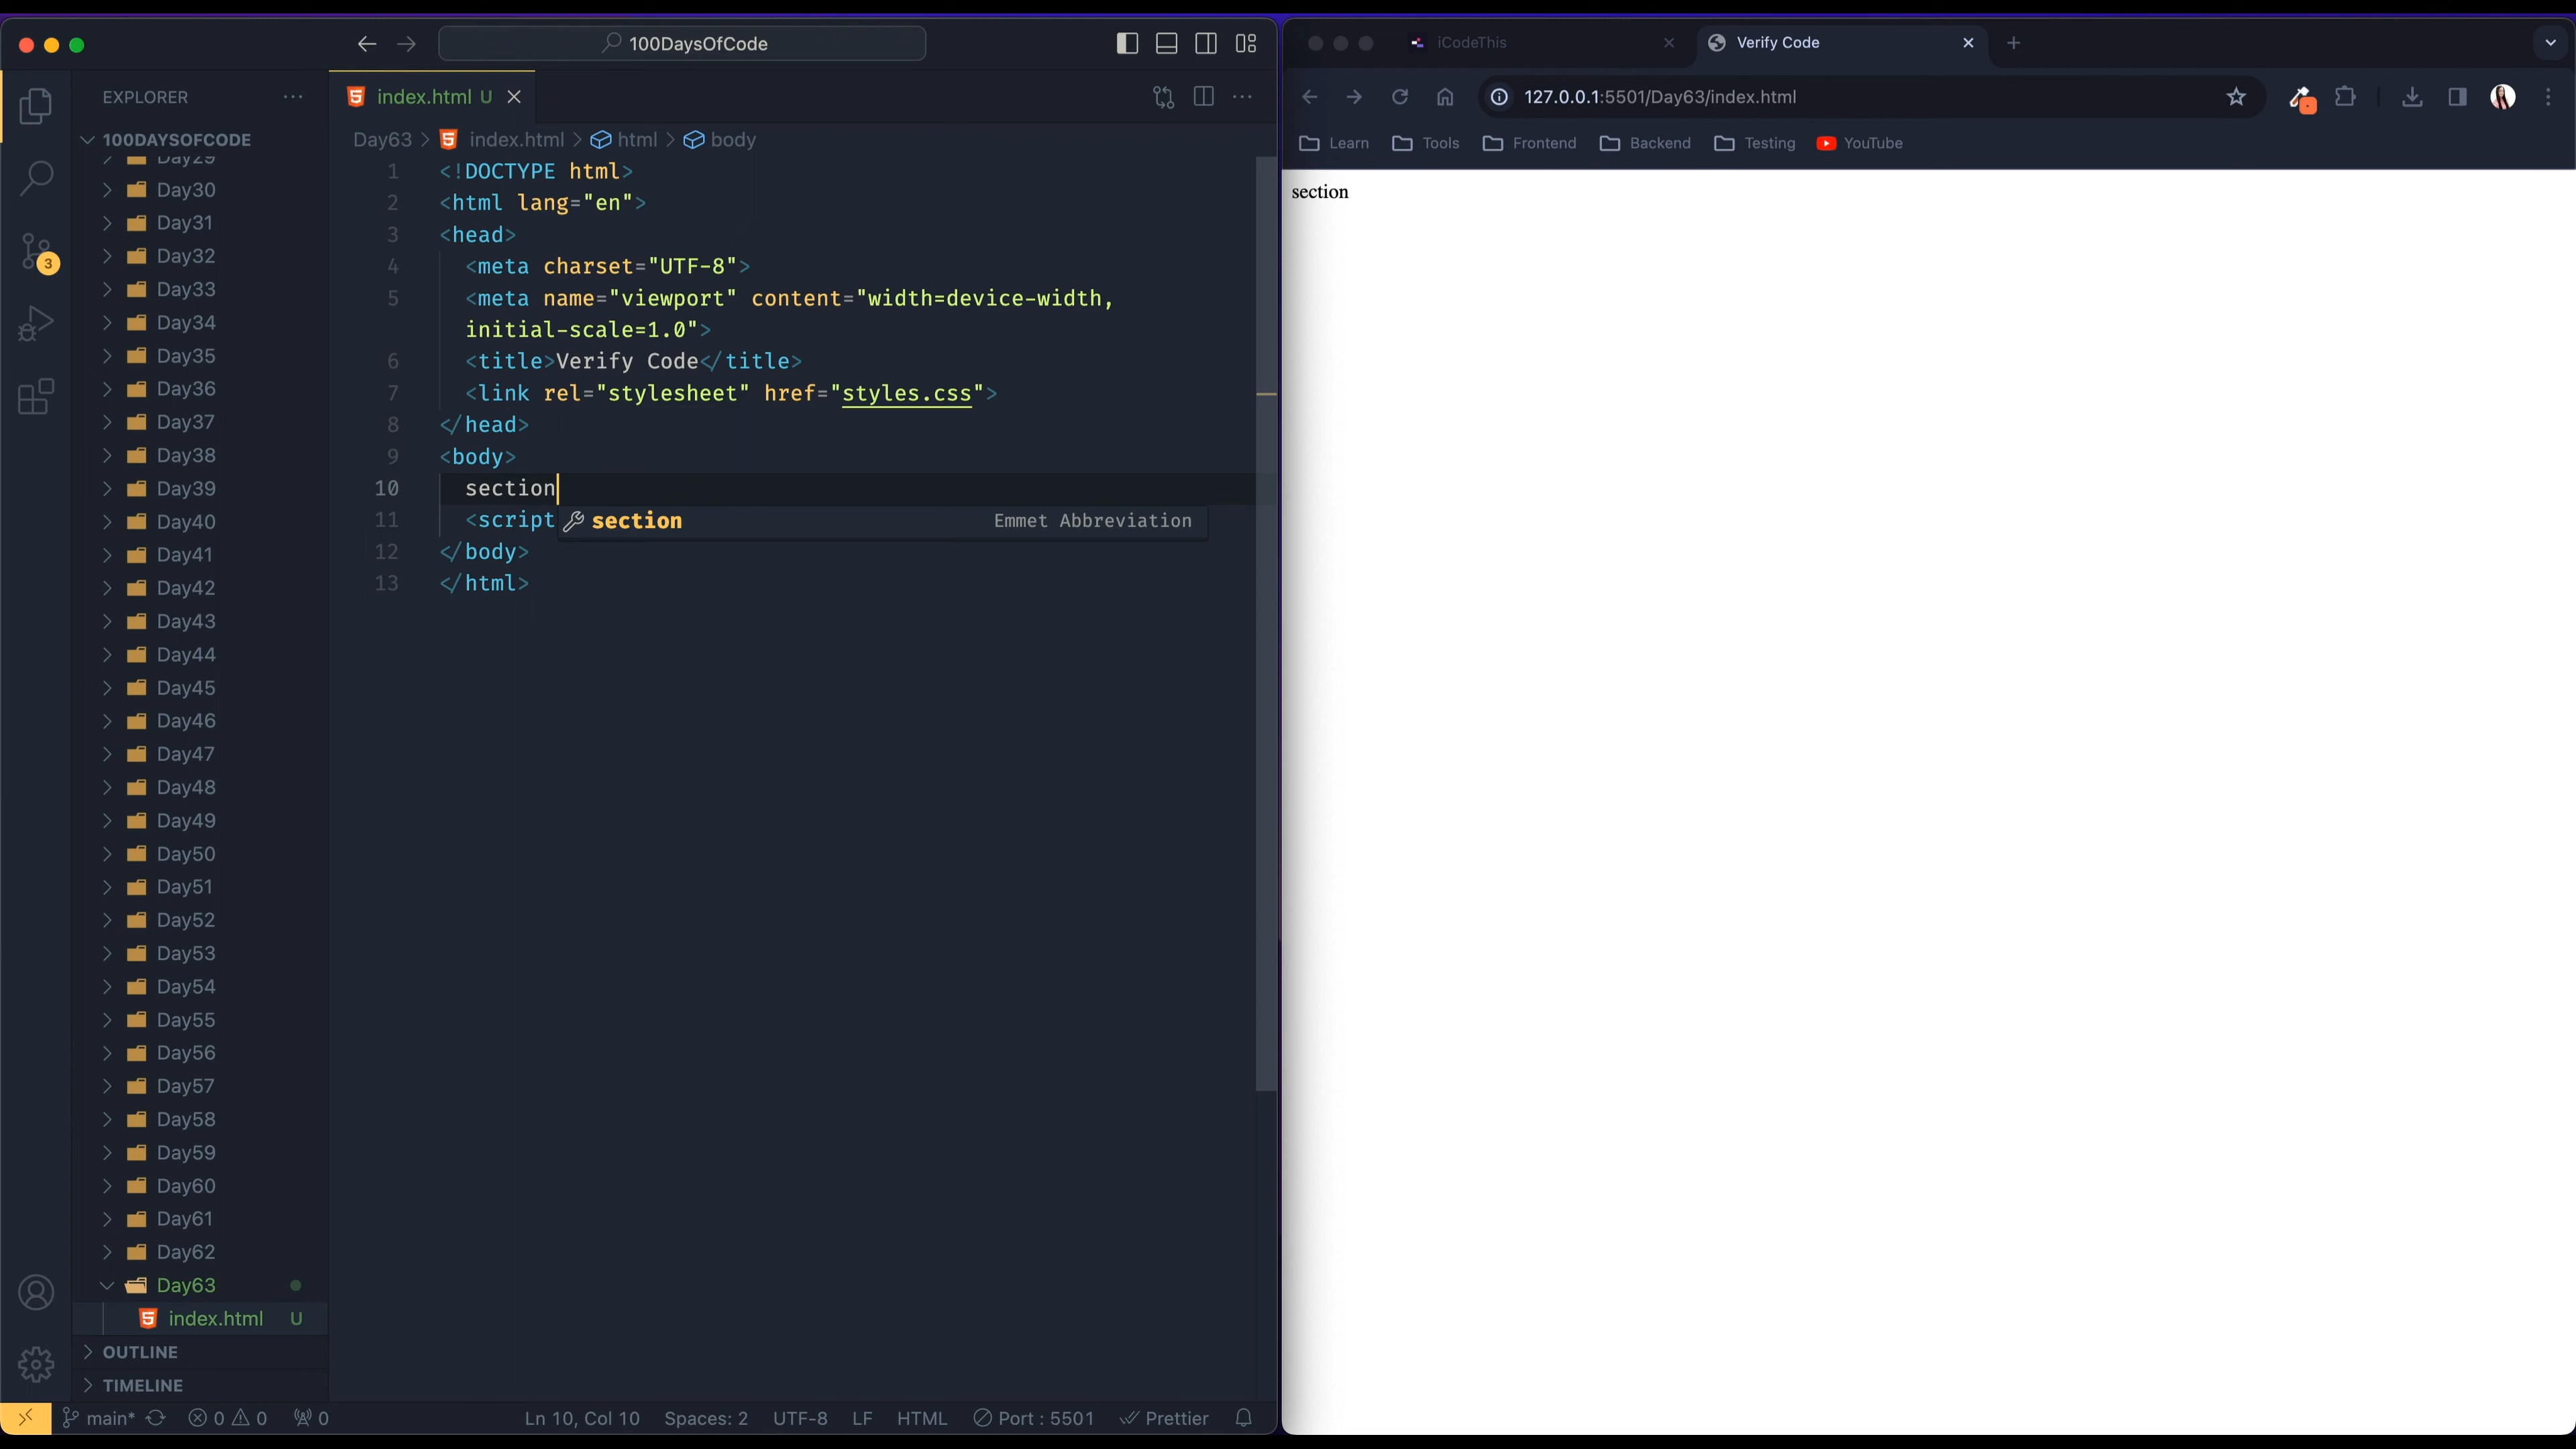 100DaysOfCode
EXPLORER
100DAYSOFCODE
Day29
Day30
Day31
Day32
Day33
Day34
Day35
Day36
Day37
Day38
Day39
Day40
Day41
Day42
Day43
Day44
Day45
Day46
Day47
Day48
Day49
Day50
Day51
Day52
Day53
Day54
Day55
Day56
Day57
Day58
Day59
Day60
Day61
Day62
Day63
index.html U
OUTLINE
TIMELINE
3
index.html U
Day63 > index.html > html > body
1 <!DOCTYPE html>
2 <html lang="en">
3 <head>
4 <meta charset="UTF-8">
5 <meta name="viewport" content="width=device-width,
initial-scale=1.0">
6 <title>Verify Code</title>
7 <link rel="stylesheet" href="styles.css">
8 </head>
9 <body>
10 section
11 <script
section Emmet Abbreviation
12 </body>
13 </html>
main* 0 0 0 Ln 10, Col 10 Spaces: 2 UTF-8 LF HTML Port : 5501 Prettier
iCodeThis
Verify Code
127.0.0.1:5501/Day63/index.html
Learn Tools Frontend Backend Testing YouTube
section